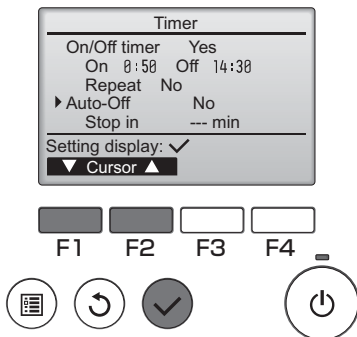 Timer
On/Off timer Yes
On 8:50 Off 14:30
Repeat No
Auto-Off No
Stop in --- min
Setting display: ✓
▼ Cursor ▲
F1 F2 F3 F4